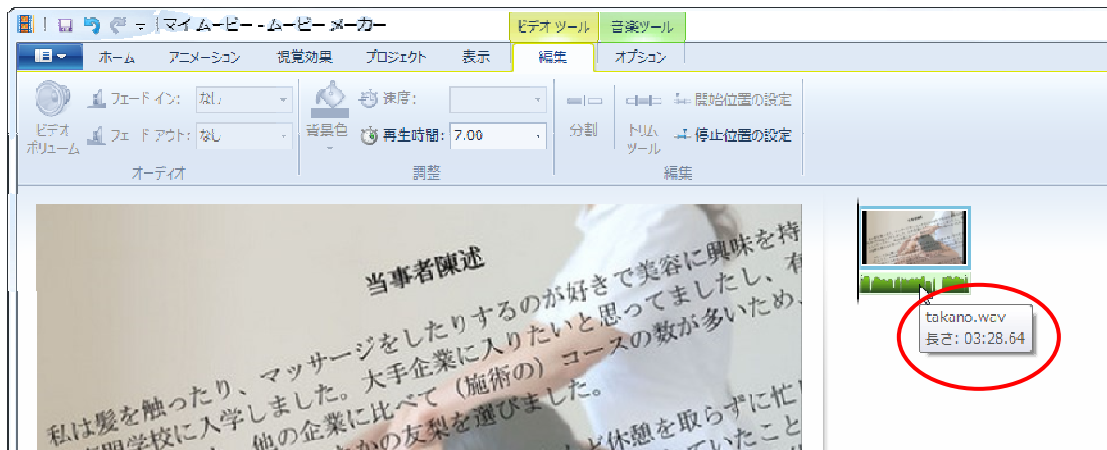 マイ ムービー - ムービー メーカー
ビデオ ツール
音楽ツール
ホーム
アニメーション
視覚効果
プロジェクト
表示
編集
オプション
ビデオ
ボリューム
フェード イン:
なし
フェード アウト:
なし
オーディオ
背景色
速度:
再生時間:
7.00
調整
分割
トリム
ツール
開始位置の設定
停止位置の設定
編集
当事者陳述
私は髪を触ったり、マッサージをしたりするのが好きで美容に興味を持
門学校に入学しました。大手企業に入りたいと思ってましたし、有
他の企業に比べて(施術の)コースの数が多いため、
かの友梨を選びました。
ど休憩を取らずに忙し
ていたこと
takano.wav
長さ: 03:28.64